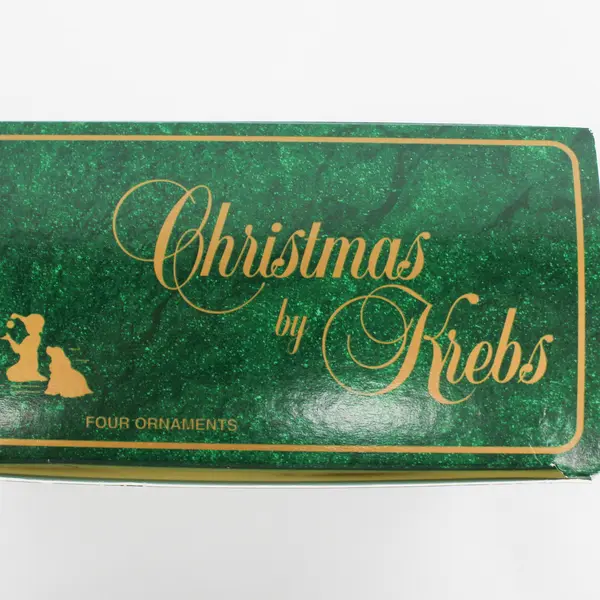 Christmas
by Krebs
FOUR ORNAMENTS